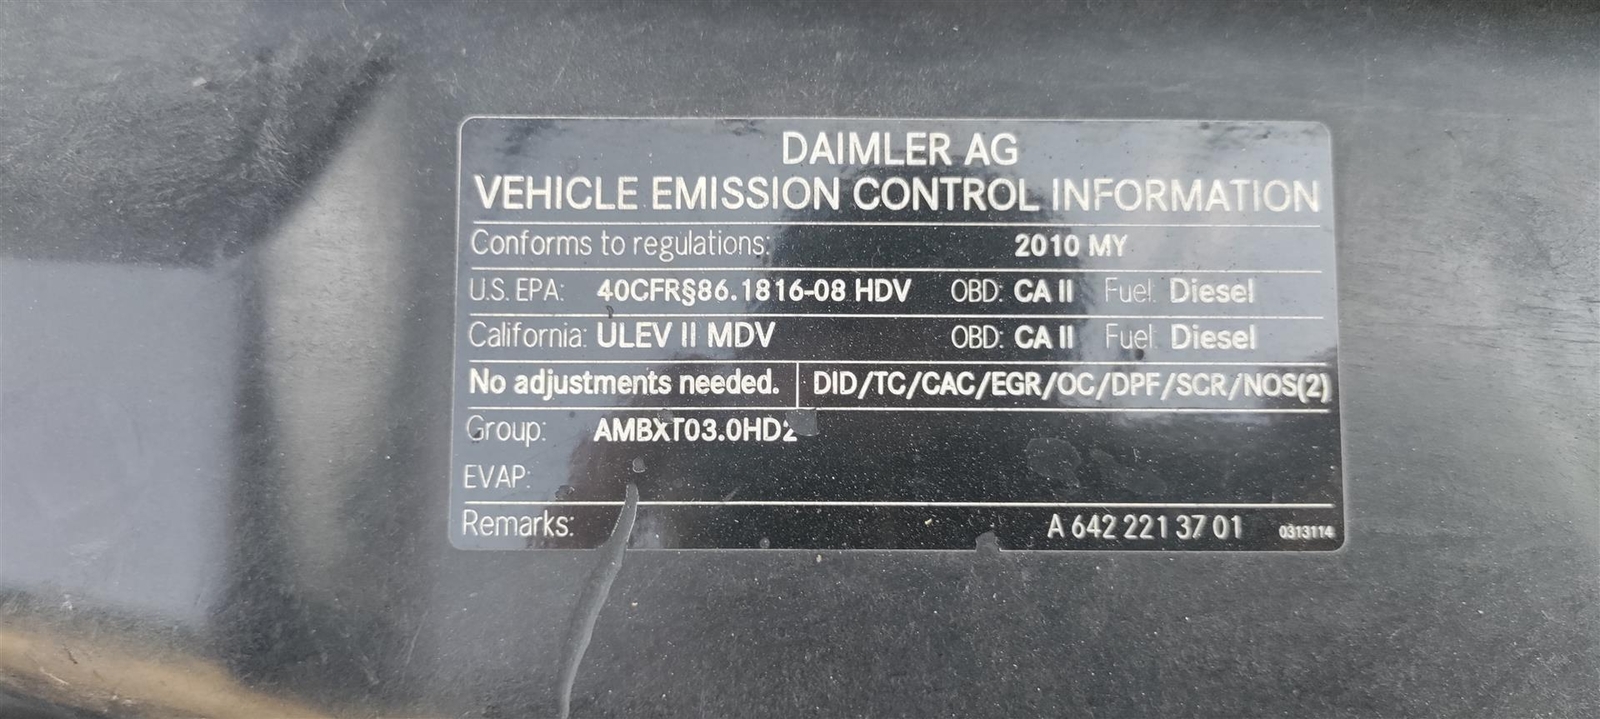 DAIMLER AG
VEHICLE EMISSION CONTROL INFORMATION
Conforms to regulations: 2010 MY
U.S. EPA: 40CFR§86.1816-08 HDV OBD: CA II Fuel: Diesel
California: ULEV II MDV OBD: CA II Fuel: Diesel
No adjustments needed. DID/TC/CAC/EGR/OC/DPF/SCR/NOS(2)
Group: AMBXT03.0HD2
EVAP:
Remarks: A 642 221 37 01 0313114